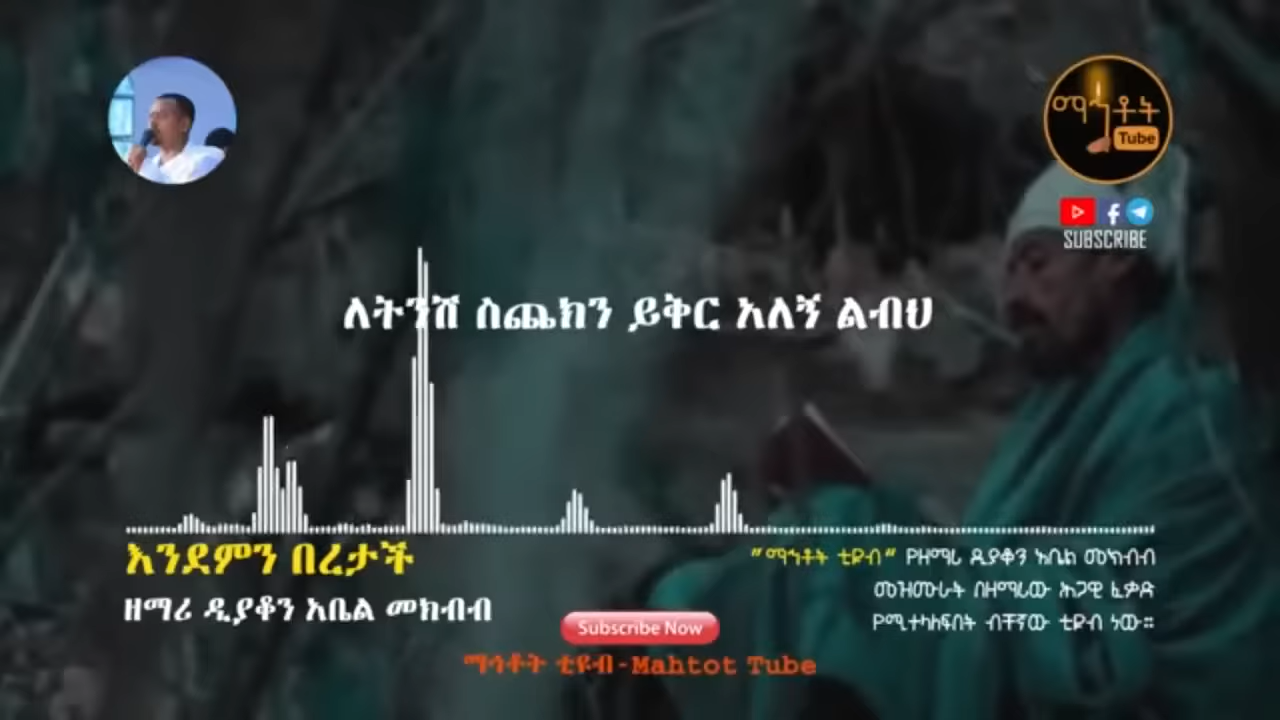 ማኅቶት
Tube
SUBSCRIBE
ለትንሽ ስጨክን ይቅር አለኝ ልብህ
እንደምን በረታች
ዘማሪ ዲያቆን አቤል መክብብ
"ማኅቶት ቲዩብ" የዘማሪ ዲያቆን አቤል መክብብ
መዝሙራት በዘማሪው ሕጋዊ ፈቃድ
የሚተላለፍበት ብቸኛው ቲዩብ ነው።
Subscribe Now
ማኅቶት ቲዩብ-Mahtot Tube